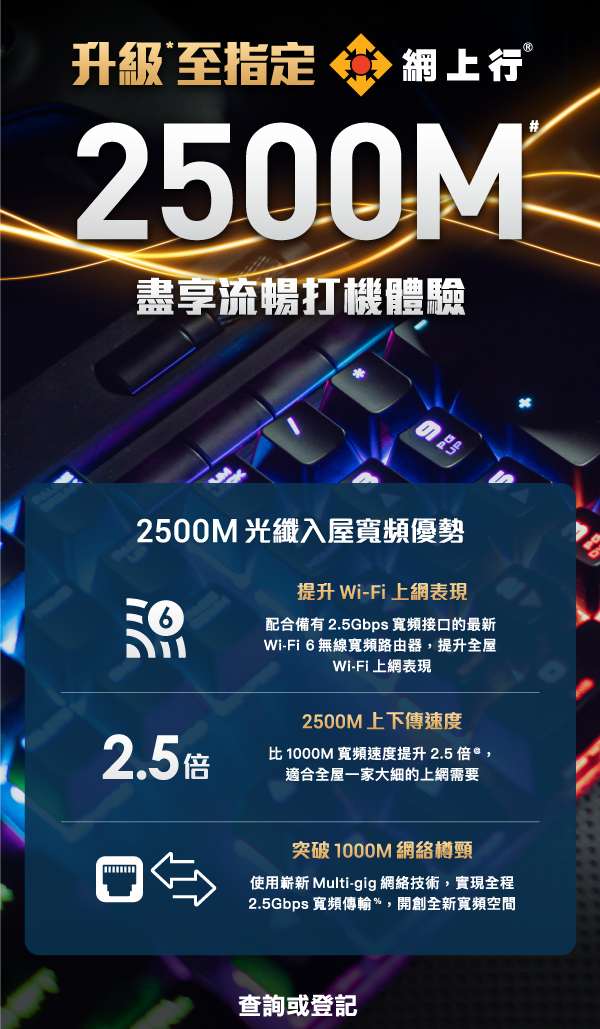 升級*至指定 網上行®
2500M#
盡享流暢打機體驗
/
*
9
PG
UP
2500M 光纖入屋寬頻優勢
6
提升 Wi-Fi 上網表現
配合備有 2.5Gbps 寬頻接口的最新
Wi-Fi 6 無線寬頻路由器，提升全屋
Wi-Fi 上網表現
2.5倍
2500M 上下傳速度
比 1000M 寬頻速度提升 2.5 倍@，
適合全屋一家大細的上網需要
突破 1000M 網絡樽頸
使用嶄新 Multi-gig 網絡技術，實現全程
2.5Gbps 寬頻傳輸%，開創全新寬頻空間
查詢或登記